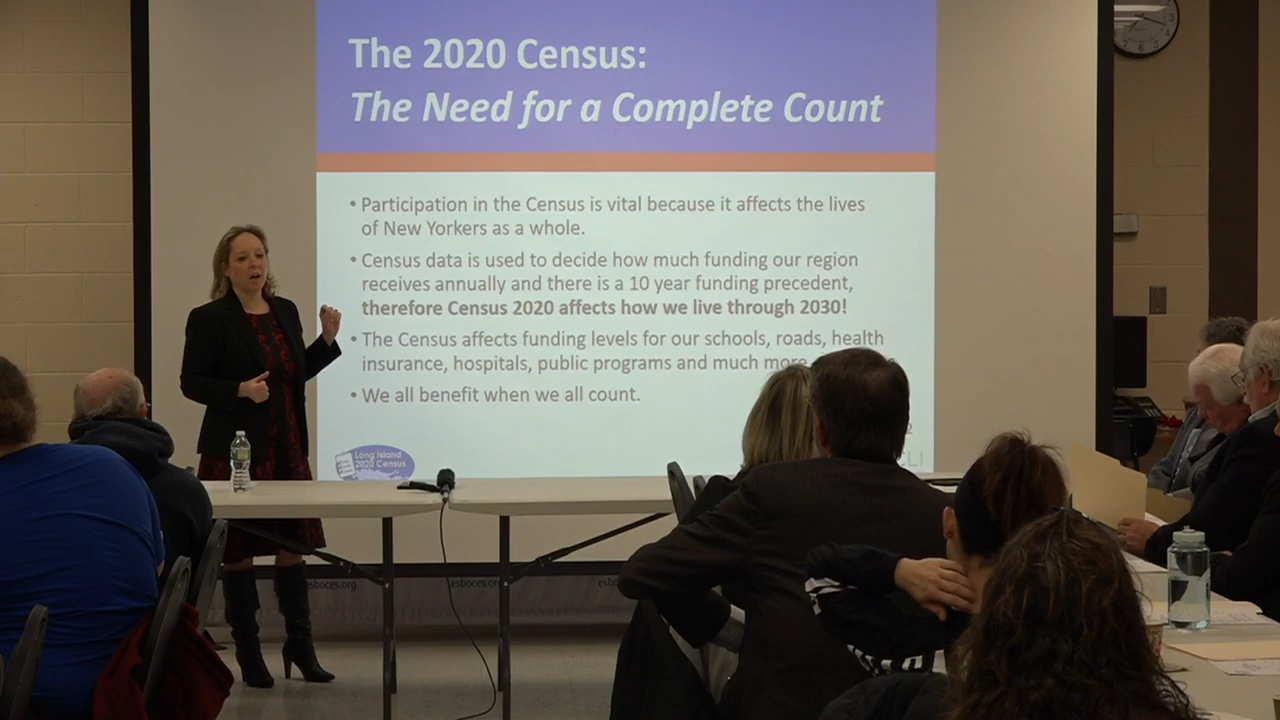 The 2020 Census:
The Need for a Complete Count
• Participation in the Census is vital because it affects the lives
of New Yorkers as a whole.
• Census data is used to decide how much funding our region
receives annually and there is a 10 year funding precedent,
therefore Census 2020 affects how we live through 2030!
• The Census affects funding levels for our schools, roads, health
insurance, hospitals, public programs and much more
• We all benefit when we all count.
Long Island
2020 Census
esboces.org
esboces.org